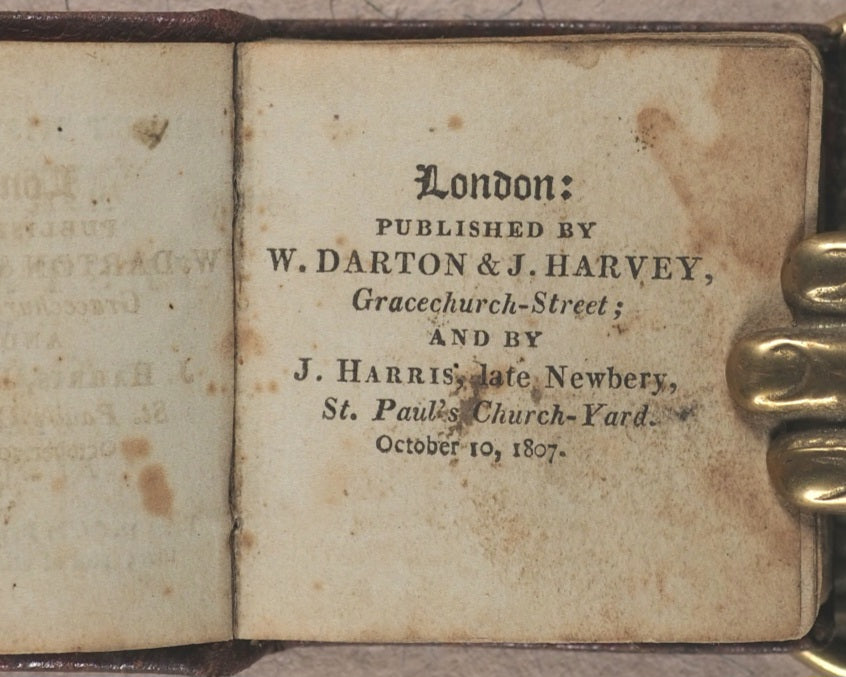 London:
PUBLISHED BY
W. DARTON & J. HARVEY,
Gracechurch-Street;
AND BY
J. HARRIS, late Newbery,
St. Paul's Church-Yard.
October 10, 1807.